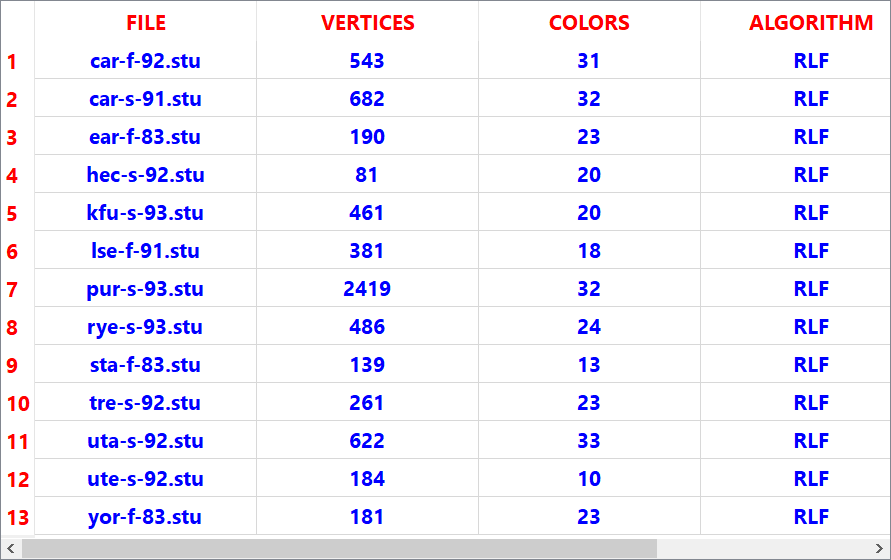 FILE VERTICES COLORS ALGORITHM
1 car-f-92.stu 543 31 RLF
2 car-s-91.stu 682 32 RLF
3 ear-f-83.stu 190 23 RLF
4 hec-s-92.stu 81 20 RLF
5 kfu-s-93.stu 461 20 RLF
6 lse-f-91.stu 381 18 RLF
7 pur-s-93.stu 2419 32 RLF
8 rye-s-93.stu 486 24 RLF
9 sta-f-83.stu 139 13 RLF
10 tre-s-92.stu 261 23 RLF
11 uta-s-92.stu 622 33 RLF
12 ute-s-92.stu 184 10 RLF
13 yor-f-83.stu 181 23 RLF